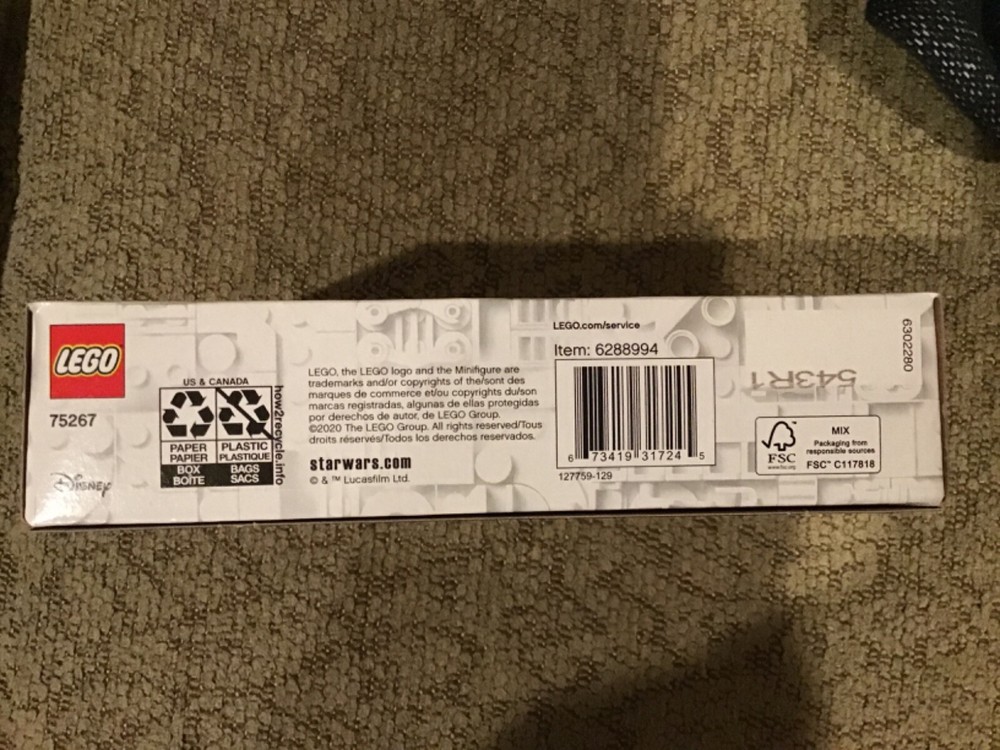 LEGO
75267
Disney
US & CANADA
PAPER
PAPIER
BOX
BOÎTE
PLASTIC
PLASTIQUE
BAGS
SACS
how2recycle.info
LEGO, the LEGO logo and the Minifigure are
trademarks and/or copyrights of the/sont des
marques de commerce et/ou copyrights du/son
marcas registradas, algunas de ellas protegidas
por derechos de autor, de LEGO Group.
©2020 The LEGO Group. All rights reserved/Tous
droits réservés/Todos los derechos reservados.
starwars.com
© & ™ Lucasfilm Ltd.
LEGO.com/service
Item: 6288994
6 73419 31724 5
127759-129
543R1
6302280
FSC
www.fsc.org
MIX
Packaging from
responsible sources
FSC™ C117818